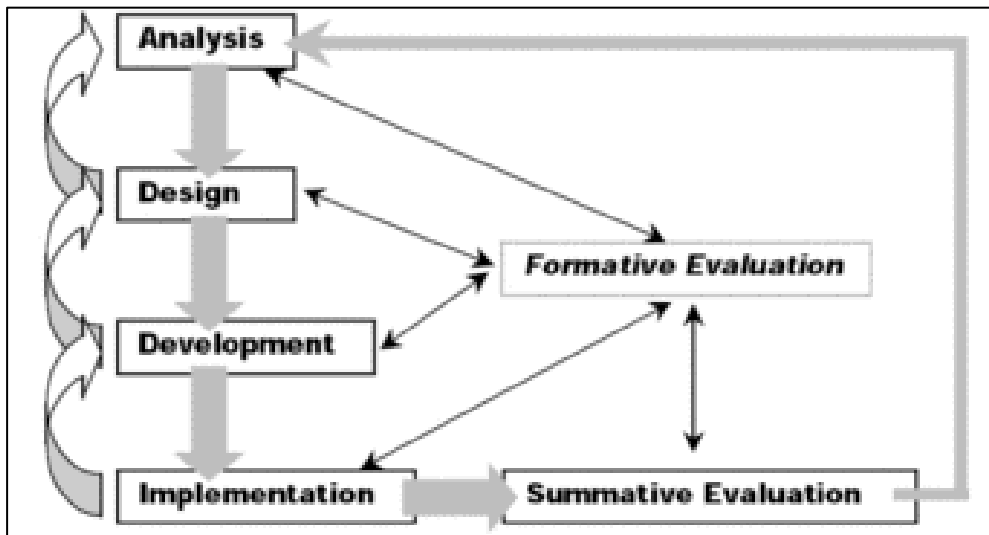 Analysis
Design
Formative Evaluation
Development
Implementation
Summative Evaluation